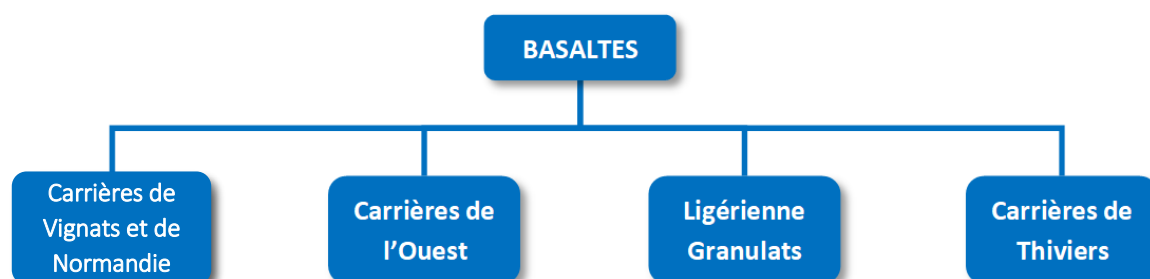 BASALTES
Carrières de
Vignats et de
Normandie
Carrières de
l'Ouest
Ligérienne
Granulats
Carrières de
Thiviers